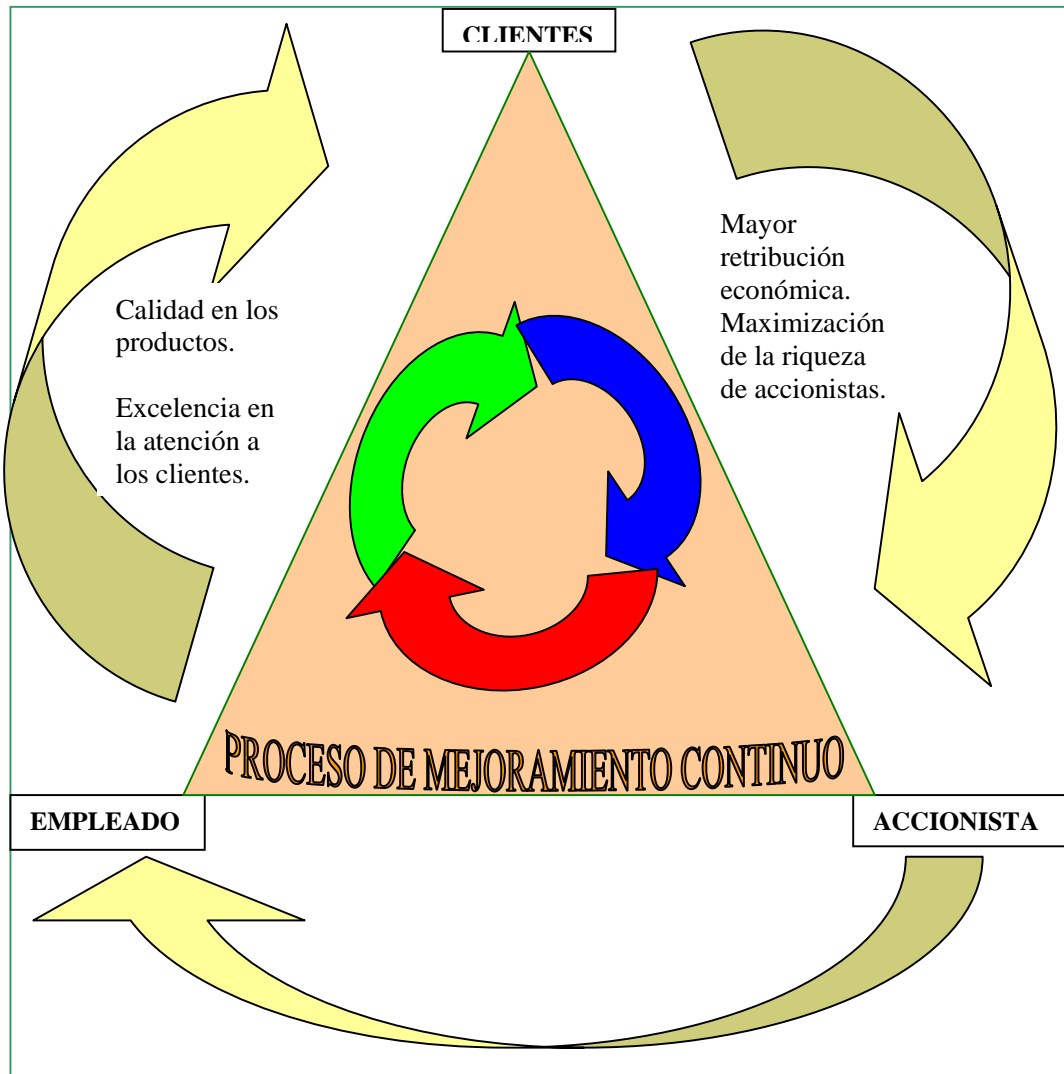 CLIENTES
Calidad en los
productos.
Excelencia en
la atención a
los clientes.
Mayor
retribución
económica.
Maximización
de la riqueza
de accionistas.
PROCESO DE MEJORAMIENTO CONTINUO
EMPLEADO
ACCIONISTA